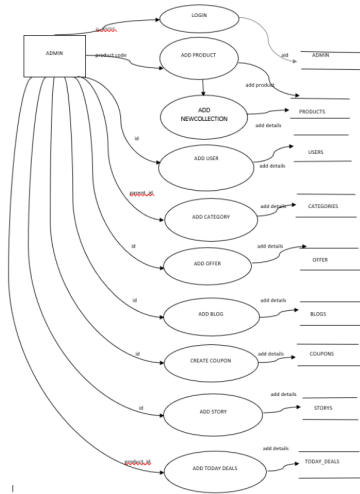 LOGIN
ADMIN
product code
ADD PRODUCT
aid
ADMIN
add product
ADD
NEWCOLLECTION
PRODUCTS
add details
id
ADD USER
USERS
add details
parent_id
ADD CATEGORY
add details
CATEGORIES
id
ADD OFFER
add details
OFFER
id
ADD BLOG
add details
BLOGS
id
CREATE COUPON
add details
COUPONS
id
ADD STORY
add details
STORYS
product_id
ADD TODAY DEALS
add details
TODAY_DEALS